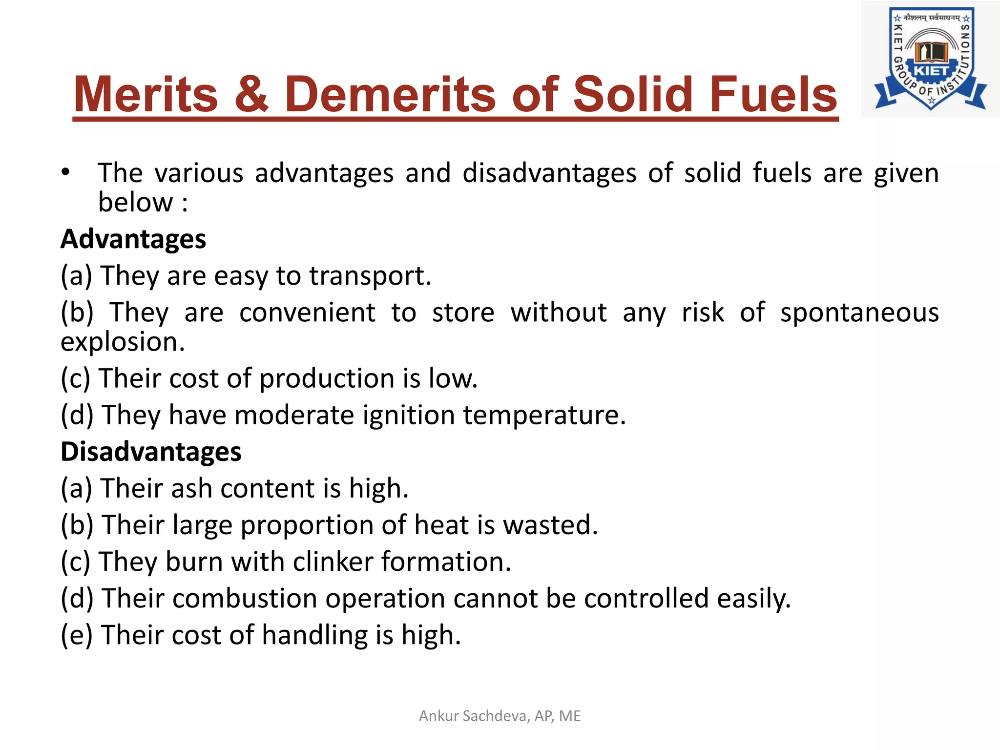 कौशलम् सर्वसाधनम्
KIET GROUP OF INSTITUTIONS
KIET
Merits & Demerits of Solid Fuels
• The various advantages and disadvantages of solid fuels are given
below :
Advantages
(a) They are easy to transport.
(b) They are convenient to store without any risk of spontaneous
explosion.
(c) Their cost of production is low.
(d) They have moderate ignition temperature.
Disadvantages
(a) Their ash content is high.
(b) Their large proportion of heat is wasted.
(c) They burn with clinker formation.
(d) Their combustion operation cannot be controlled easily.
(e) Their cost of handling is high.
Ankur Sachdeva, AP, ME